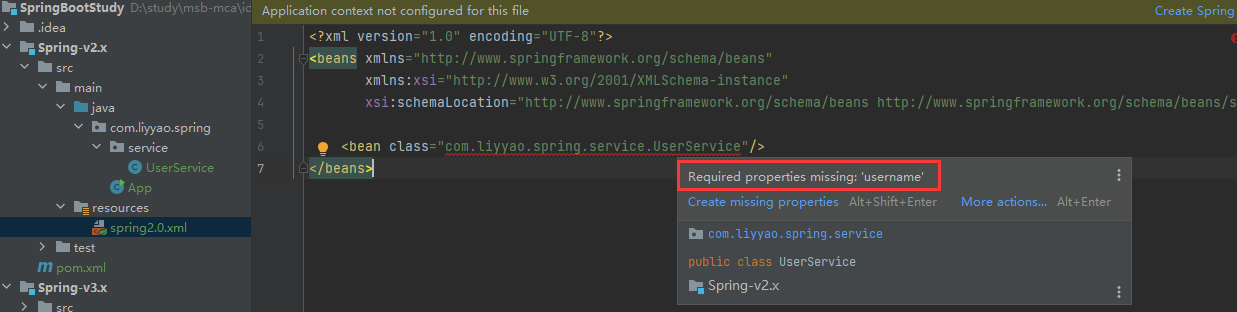 SpringBootStudy D:\study\msb-mca\id
.idea
Spring-v2.x
src
main
java
com.liyyao.spring
service
UserService
App
resources
spring2.0.xml
test
pom.xml
Spring-v3.x
src
Application context not configured for this file
Create Spring
1 <?xml version="1.0" encoding="UTF-8"?>
2 <beans xmlns="http://www.springframework.org/schema/beans"
3 xmlns:xsi="http://www.w3.org/2001/XMLSchema-instance"
4 xsi:schemaLocation="http://www.springframework.org/schema/beans http://www.springframework.org/schema/beans/s
5
6 <bean class="com.liyyao.spring.service.UserService"/>
7 </beans>
Required properties missing: 'username'
Create missing properties Alt+Shift+Enter More actions... Alt+Enter
com.liyyao.spring.service
public class UserService
Spring-v2.x